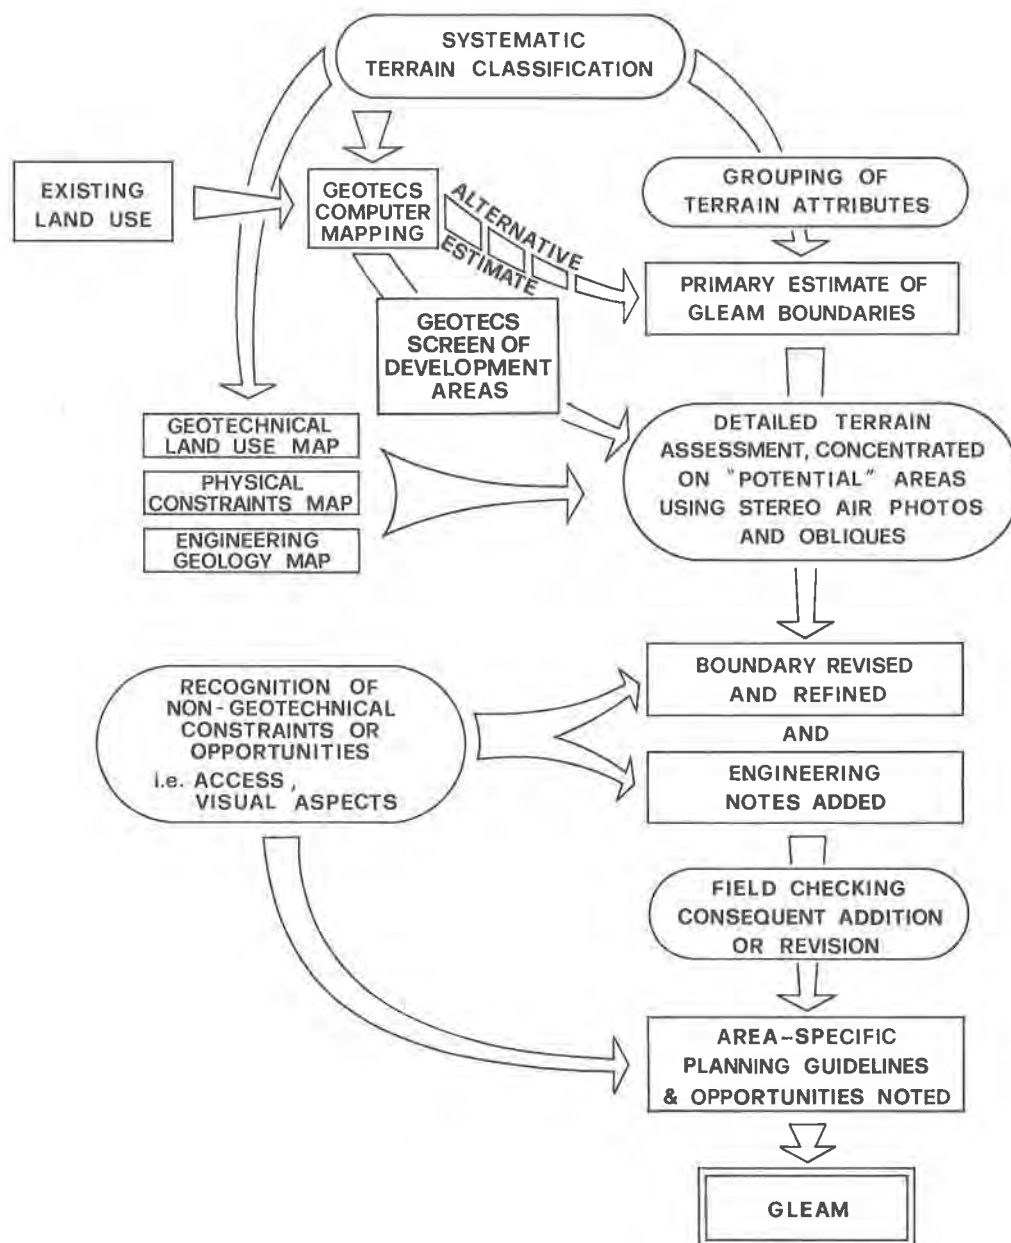 SYSTEMATIC
TERRAIN CLASSIFICATION
EXISTING
LAND USE
GEOTECS
COMPUTER
MAPPING
ALTERNATIVE
ESTIMATE
GROUPING OF
TERRAIN ATTRIBUTES
PRIMARY ESTIMATE OF
GLEAM BOUNDARIES
GEOTECS
SCREEN OF
DEVELOPMENT
AREAS
GEOTECHNICAL
LAND USE MAP
PHYSICAL
CONSTRAINTS MAP
ENGINEERING
GEOLOGY MAP
DETAILED TERRAIN
ASSESSMENT, CONCENTRATED
ON "POTENTIAL" AREAS
USING STEREO AIR PHOTOS
AND OBLIQUES
RECOGNITION OF
NON-GEOTECHNICAL
CONSTRAINTS OR
OPPORTUNITIES
i.e. ACCESS,
VISUAL ASPECTS
BOUNDARY REVISED
AND REFINED
AND
ENGINEERING
NOTES ADDED
FIELD CHECKING
CONSEQUENT ADDITION
OR REVISION
AREA-SPECIFIC
PLANNING GUIDELINES
& OPPORTUNITIES NOTED
GLEAM